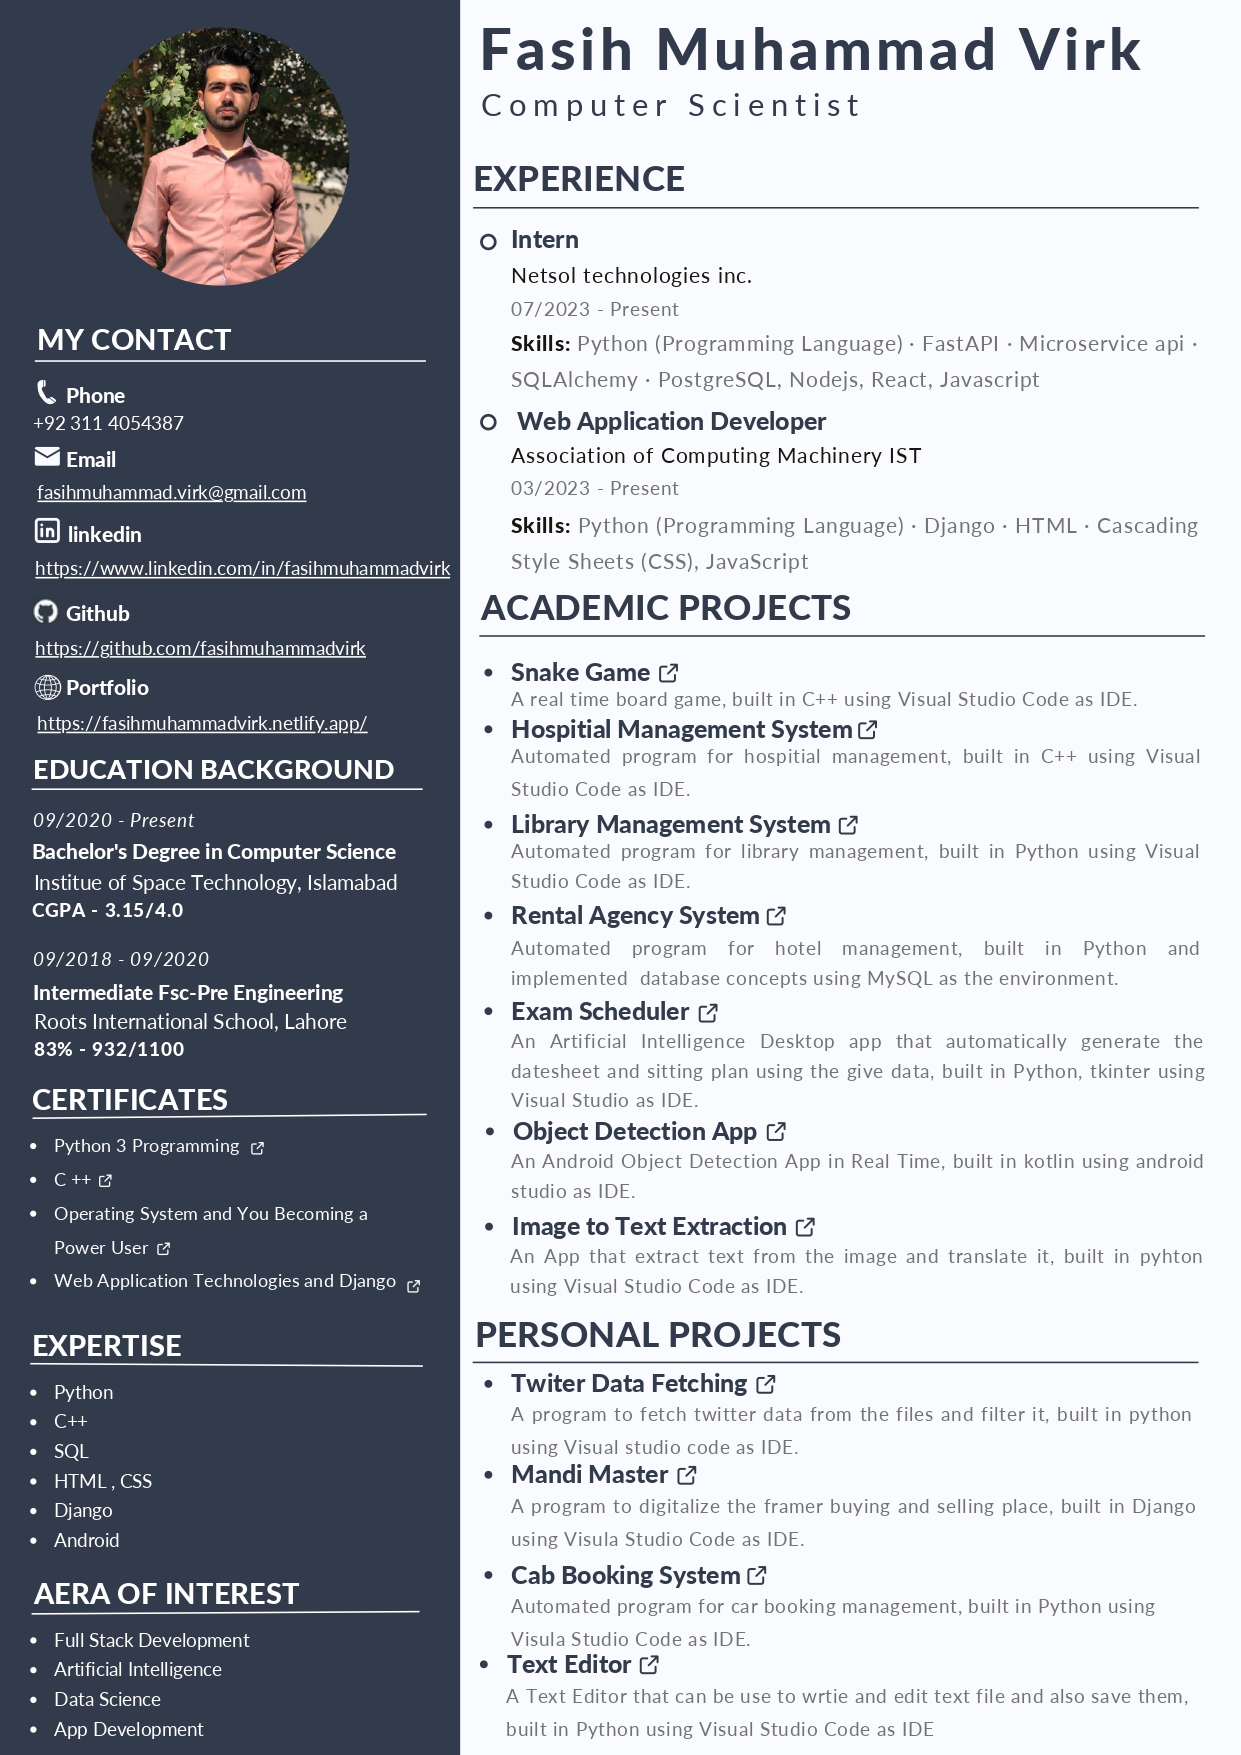 Fasih Muhammad Virk
Computer Scientist
MY CONTACT
Phone
+92 311 4054387
Email
fasihmuhammad.virk@gmail.com
linkedin
https://www.linkedin.com/in/fasihmuhammadvirk
Github
https://github.com/fasihmuhammadvirk
Portfolio
https://fasihmuhammadvirk.netlify.app/
EDUCATION BACKGROUND
09/2020 - Present
Bachelor's Degree in Computer Science
Institue of Space Technology, Islamabad
CGPA - 3.15/4.0
09/2018 - 09/2020
Intermediate Fsc-Pre Engineering
Roots International School, Lahore
83% - 932/1100
CERTIFICATES
• Python 3 Programming
• C ++
• Operating System and You Becoming a
Power User
• Web Application Technologies and Django
EXPERTISE
• Python
• C++
• SQL
• HTML , CSS
• Django
• Android
AERA OF INTEREST
• Full Stack Development
• Artificial Intelligence
• Data Science
• App Development
EXPERIENCE
Intern
Netsol technologies inc.
07/2023 - Present
Skills: Python (Programming Language) · FastAPI · Microservice api ·
SQLAlchemy · PostgreSQL, Nodejs, React, Javascript
Web Application Developer
Association of Computing Machinery IST
03/2023 - Present
Skills: Python (Programming Language) · Django · HTML · Cascading
Style Sheets (CSS), JavaScript
ACADEMIC PROJECTS
• Snake Game
A real time board game, built in C++ using Visual Studio Code as IDE.
• Hospitial Management System
Automated program for hospitial management, built in C++ using Visual
Studio Code as IDE.
• Library Management System
Automated program for library management, built in Python using Visual
Studio Code as IDE.
• Rental Agency System
Automated program for hotel management, built in Python and
implemented database concepts using MySQL as the environment.
• Exam Scheduler
An Artificial Intelligence Desktop app that automatically generate the
datesheet and sitting plan using the give data, built in Python, tkinter using
Visual Studio as IDE.
• Object Detection App
An Android Object Detection App in Real Time, built in kotlin using android
studio as IDE.
• Image to Text Extraction
An App that extract text from the image and translate it, built in pyhton
using Visual Studio Code as IDE.
PERSONAL PROJECTS
• Twiter Data Fetching
A program to fetch twitter data from the files and filter it, built in python
using Visual studio code as IDE.
• Mandi Master
A program to digitalize the framer buying and selling place, built in Django
using Visula Studio Code as IDE.
• Cab Booking System
Automated program for car booking management, built in Python using
Visula Studio Code as IDE.
• Text Editor
A Text Editor that can be use to wrtie and edit text file and also save them,
built in Python using Visual Studio Code as IDE